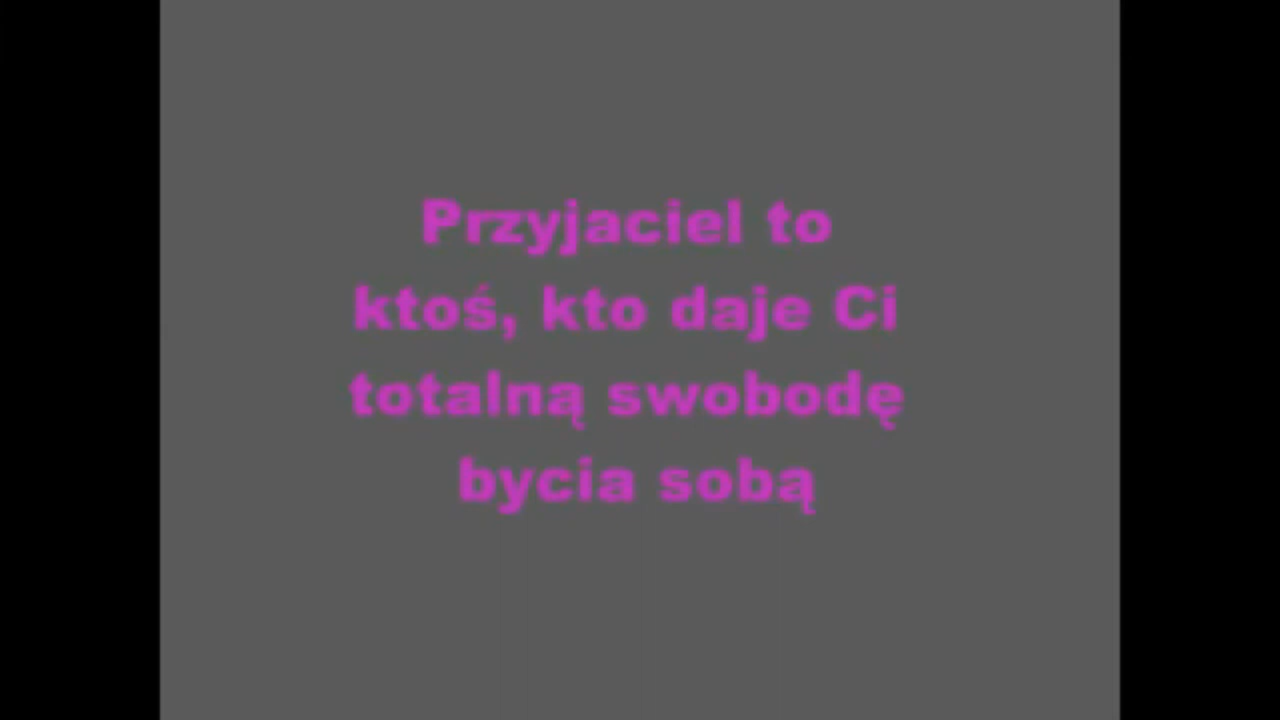 Przyjaciel to
ktoś, kto daje Ci
totalną swobodę
bycia sobą